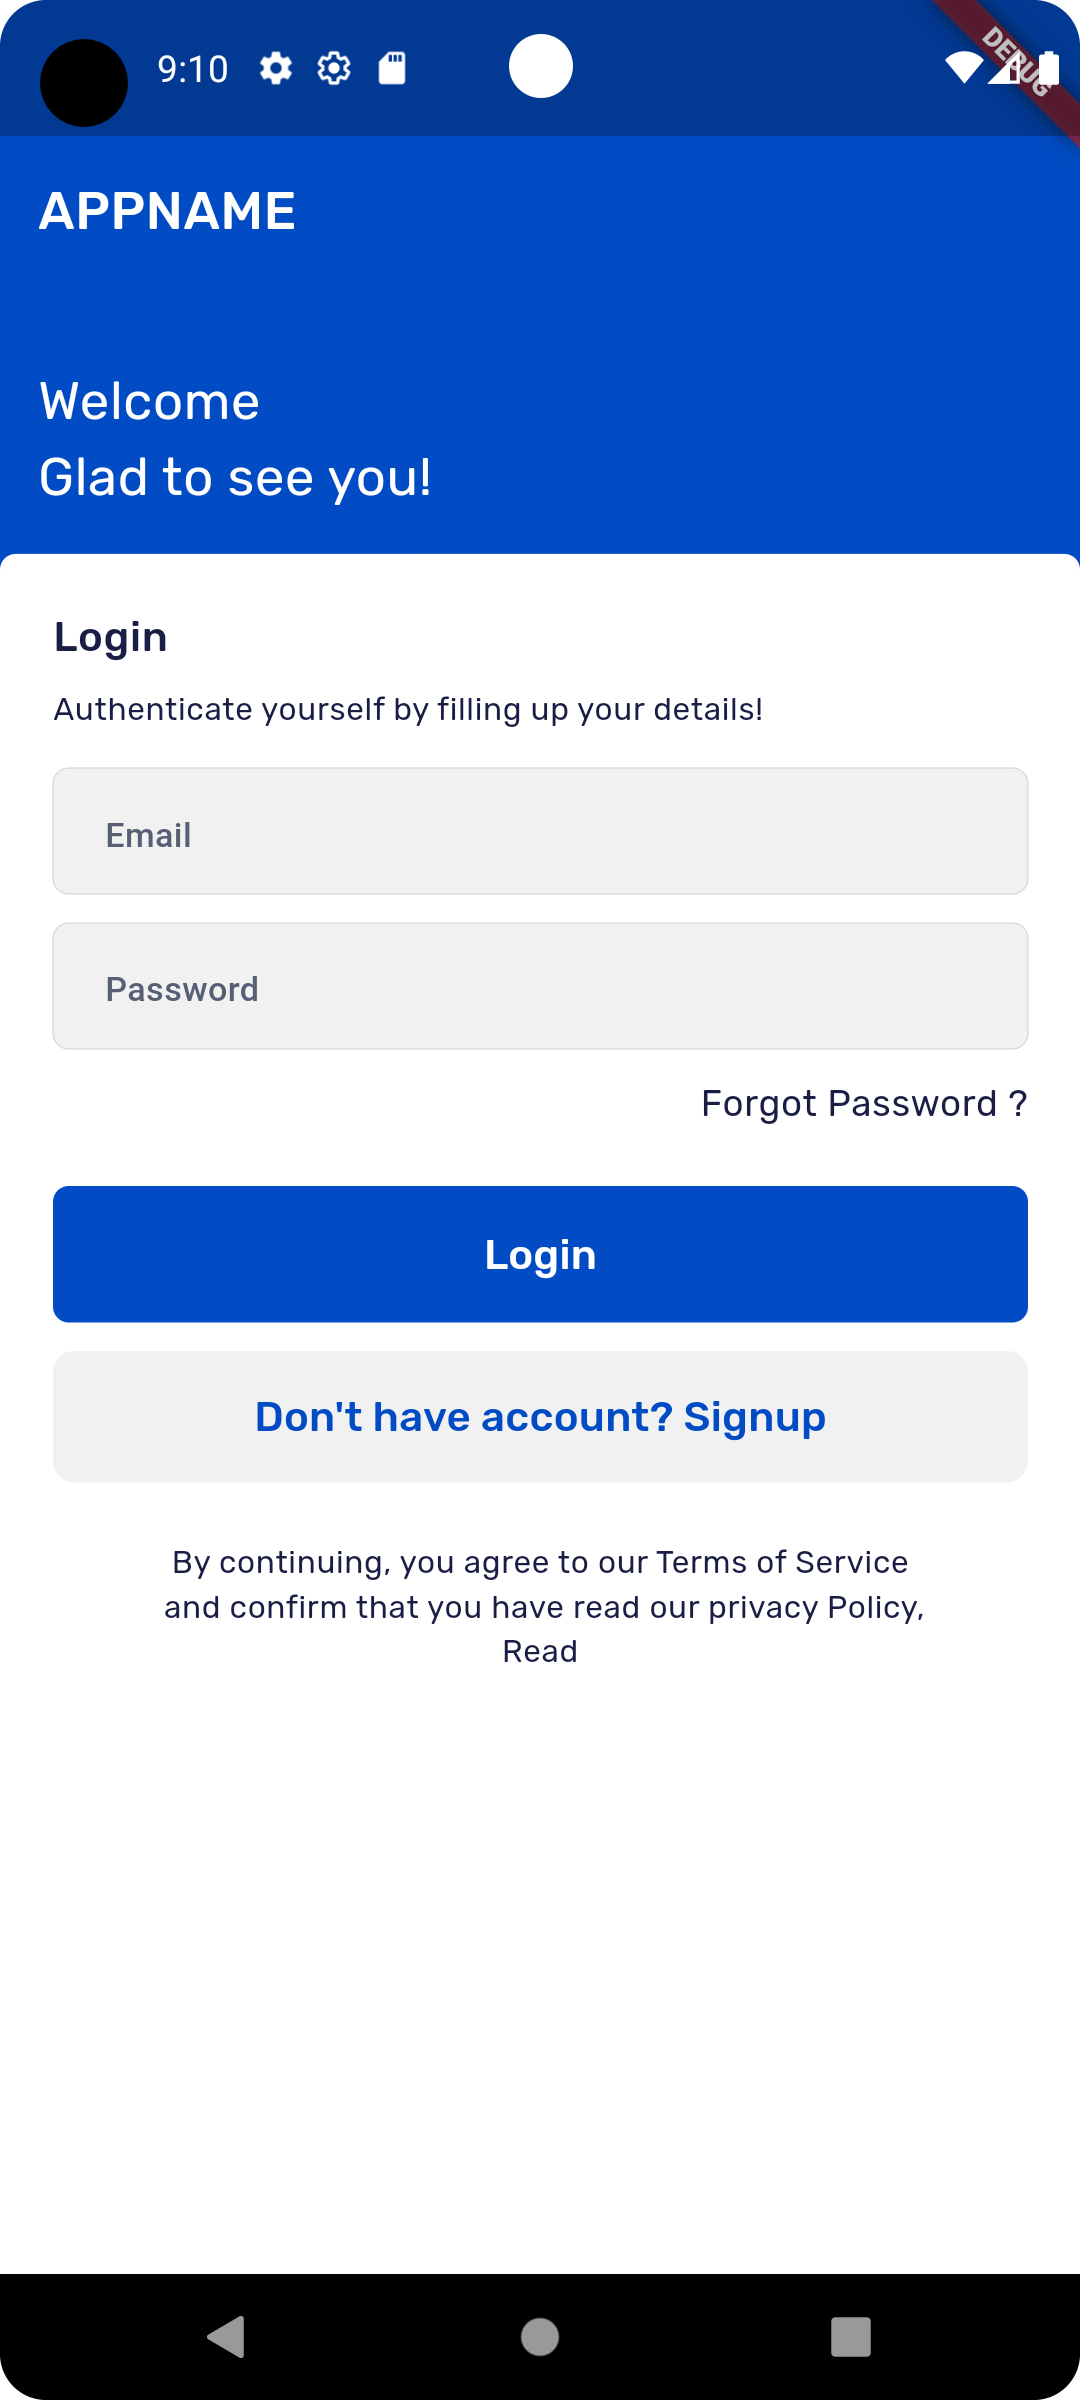 9:10
DEBUG
APPNAME
Welcome
Glad to see you!
Login
Authenticate yourself by filling up your details!
Email
Password
Forgot Password ?
Login
Don't have account? Signup
By continuing, you agree to our Terms of Service
and confirm that you have read our privacy Policy,
Read